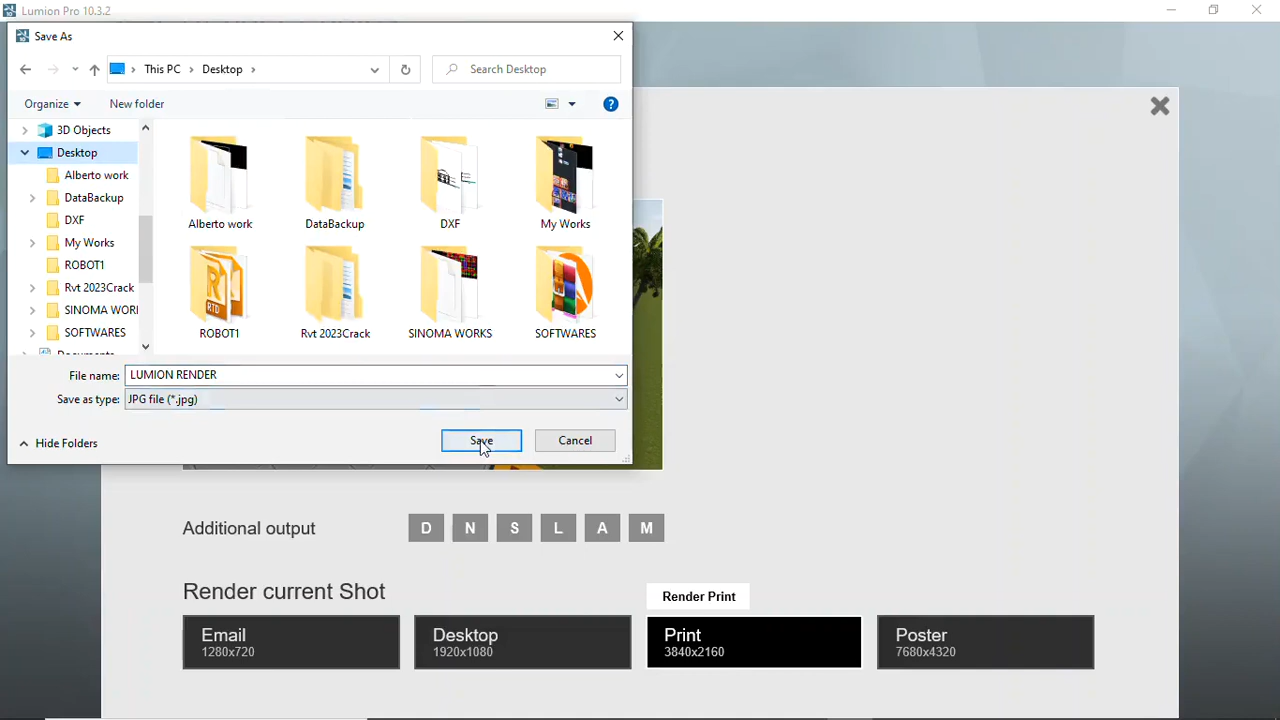 Lumion Pro 10.3.2
Save As
This PC
Desktop
Search Desktop
Organize
New folder
3D Objects
Desktop
Alberto work
DataBackup
DXF
My Works
ROBOT1
Rvt 2023Crack
SINOMA WOR
SOFTWARES
Documents
Alberto work
DataBackup
DXF
My Works
ROBOT1
Rvt 2023Crack
SINOMA WORKS
SOFTWARES
File name: LUMION RENDER
Save as type: JPG file (*.jpg)
Hide Folders
Save
Cancel
Additional output
D N S L A M
Render current Shot
Render Print
Email
1280x720
Desktop
1920x1080
Print
3840x2160
Poster
7680x4320